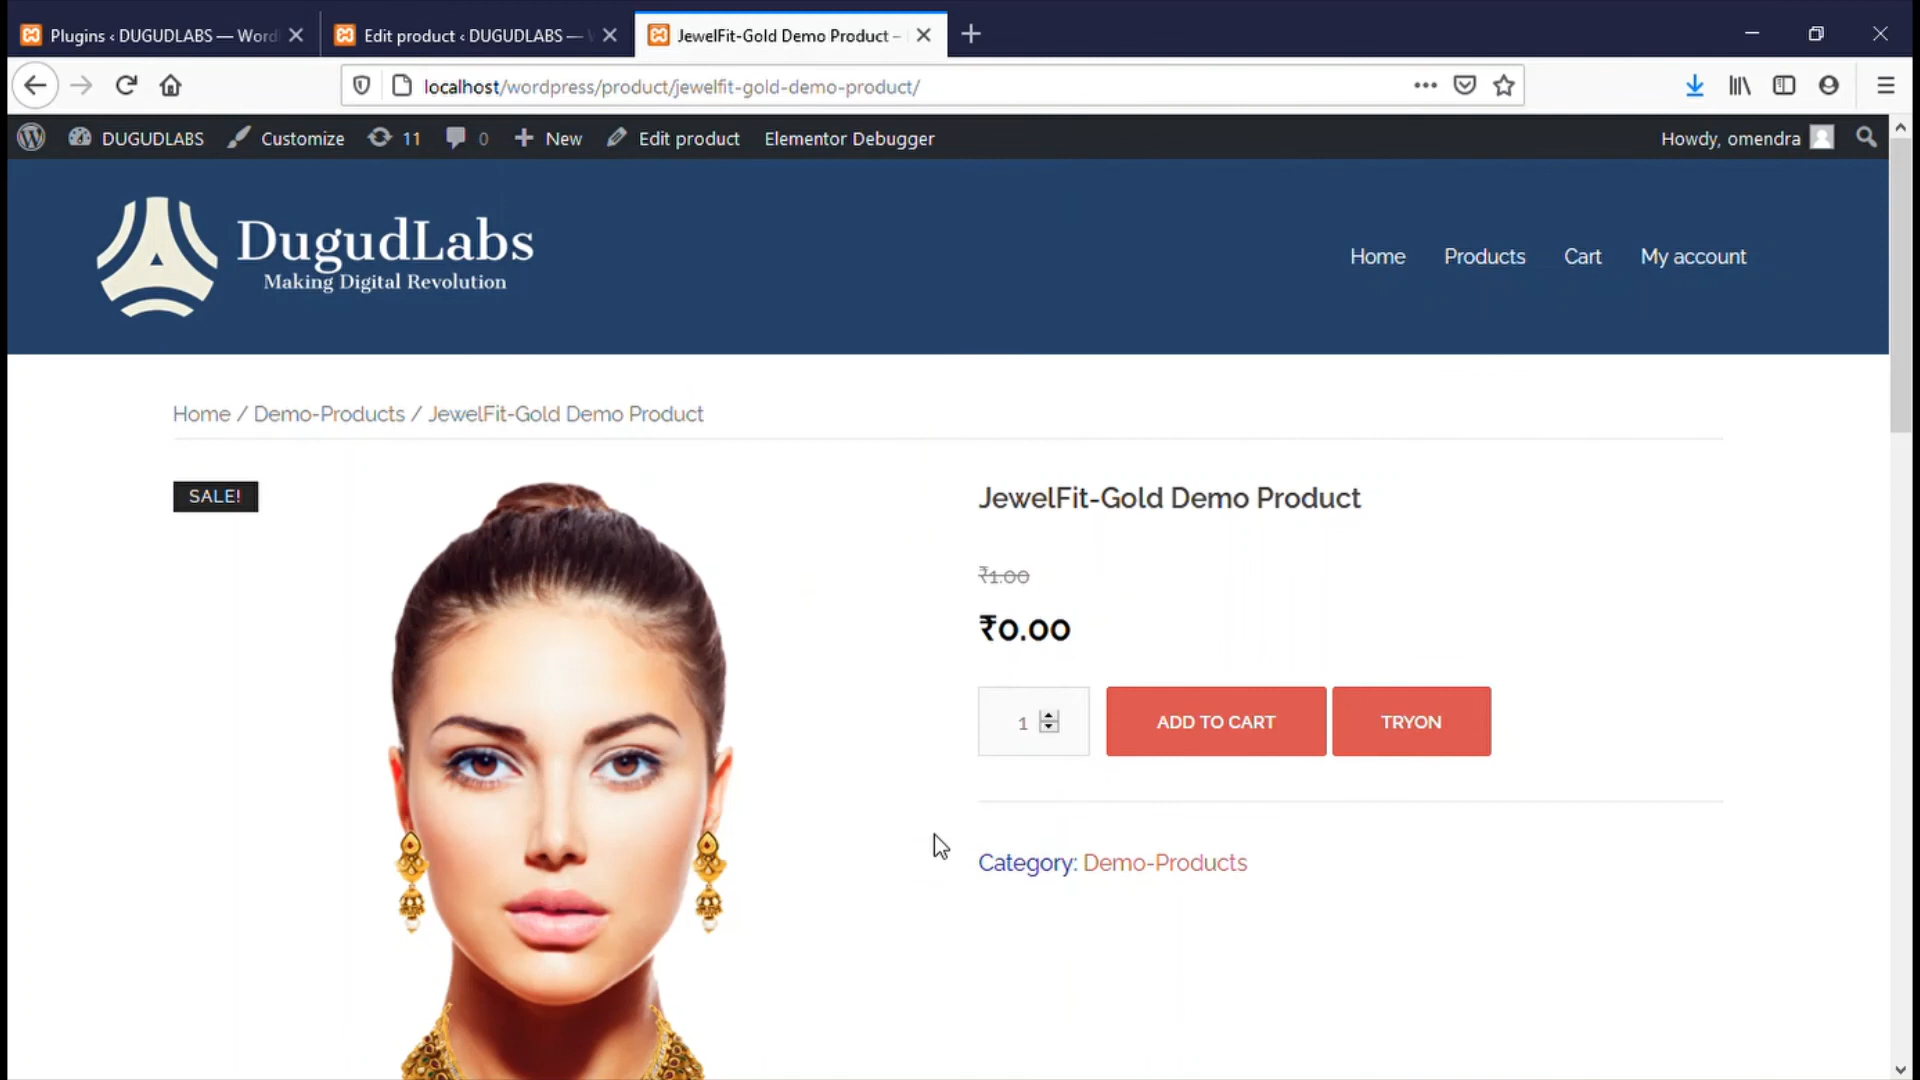 Plugins ‹ DUGUDLABS — Word
Edit product ‹ DUGUDLABS —
JewelFit-Gold Demo Product –
localhost/wordpress/product/jewelfit-gold-demo-product/
DUGUDLABS
Customize
11
0
New
Edit product
Elementor Debugger
Howdy, omendra
DugudLabs
Making Digital Revolution
Home
Products
Cart
My account
Home / Demo-Products / JewelFit-Gold Demo Product
SALE!
JewelFit-Gold Demo Product
₹1.00
₹0.00
1
ADD TO CART
TRYON
Category: Demo-Products